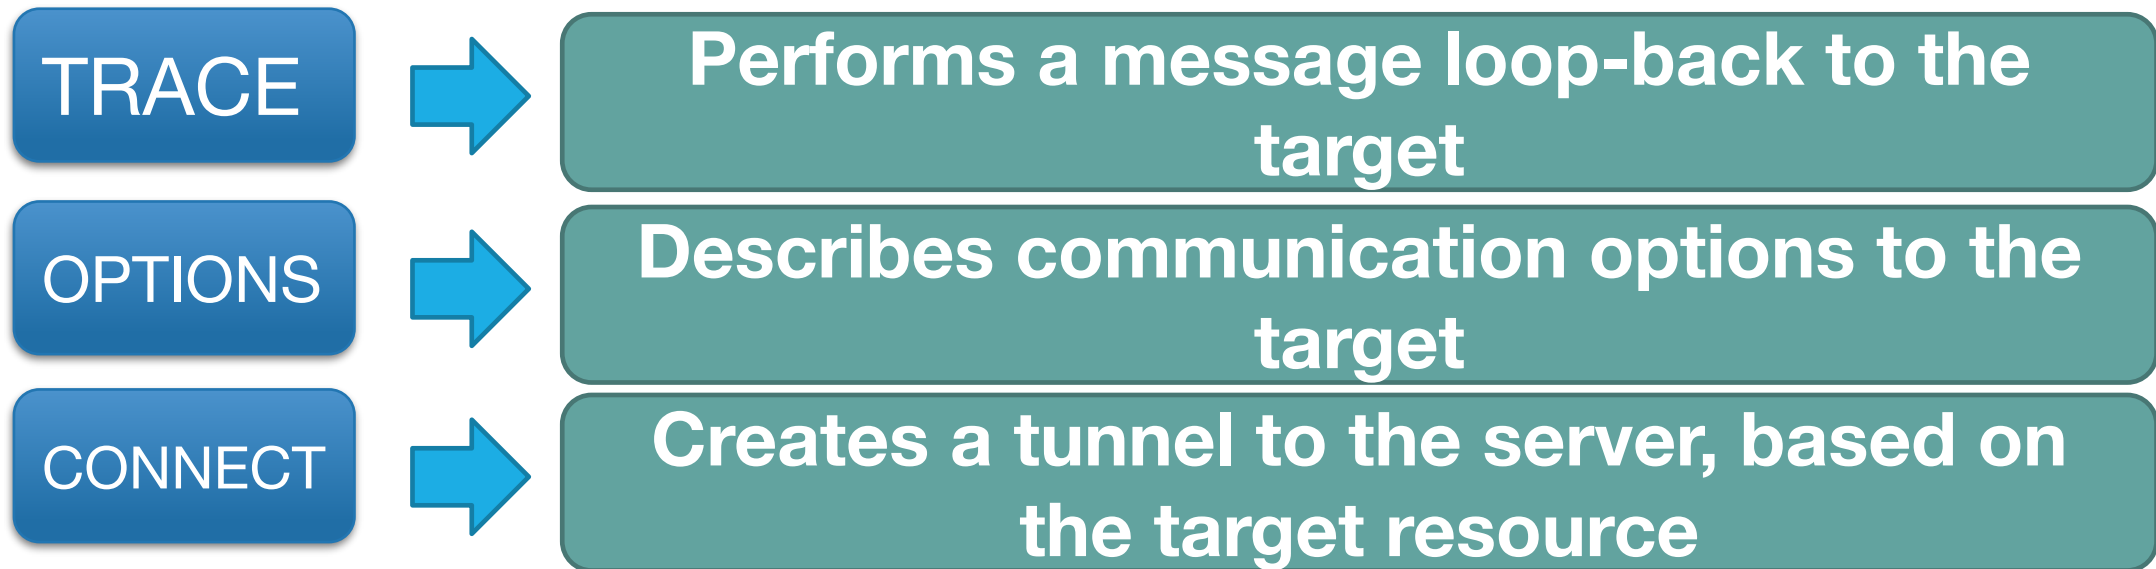 TRACE
Performs a message loop-back to the
target
OPTIONS
Describes communication options to the
target
CONNECT
Creates a tunnel to the server, based on
the target resource